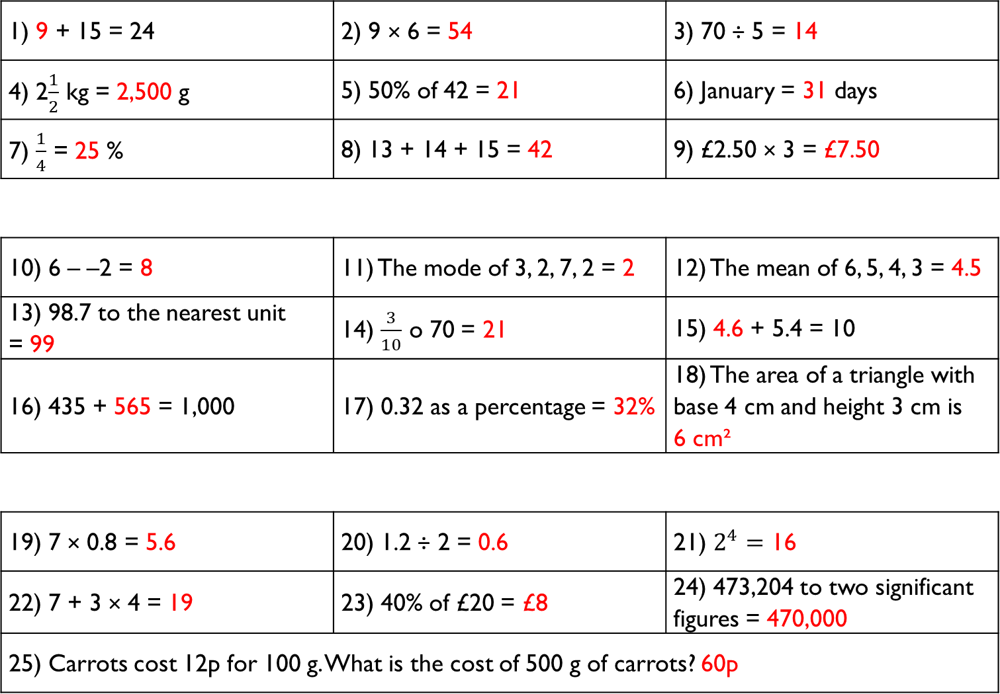 1) 9 + 15 = 24
2) 9 × 6 = 54
3) 70 ÷ 5 = 14
4) 2 1/2 kg = 2,500 g
5) 50% of 42 = 21
6) January = 31 days
7) 1/4 = 25 %
8) 13 + 14 + 15 = 42
9) £2.50 × 3 = £7.50
10) 6 – –2 = 8
11) The mode of 3, 2, 7, 2 = 2
12) The mean of 6, 5, 4, 3 = 4.5
13) 98.7 to the nearest unit
= 99
14) 3/10 o 70 = 21
15) 4.6 + 5.4 = 10
16) 435 + 565 = 1,000
17) 0.32 as a percentage = 32%
18) The area of a triangle with
base 4 cm and height 3 cm is
6 cm²
19) 7 × 0.8 = 5.6
20) 1.2 ÷ 2 = 0.6
21) 2⁴ = 16
22) 7 + 3 × 4 = 19
23) 40% of £20 = £8
24) 473,204 to two significant
figures = 470,000
25) Carrots cost 12p for 100 g. What is the cost of 500 g of carrots? 60p